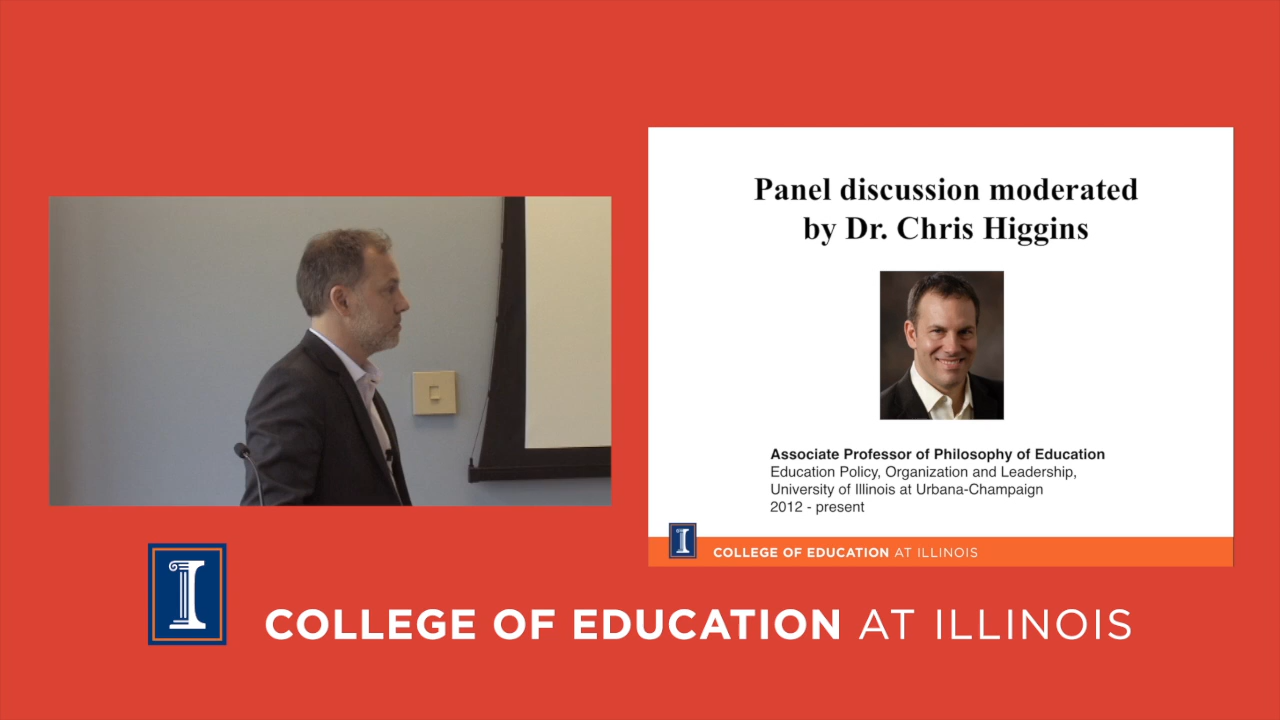 Panel discussion moderated
by Dr. Chris Higgins
Associate Professor of Philosophy of Education
Education Policy, Organization and Leadership,
University of Illinois at Urbana-Champaign
2012 - present
I COLLEGE OF EDUCATION AT ILLINOIS
I COLLEGE OF EDUCATION AT ILLINOIS